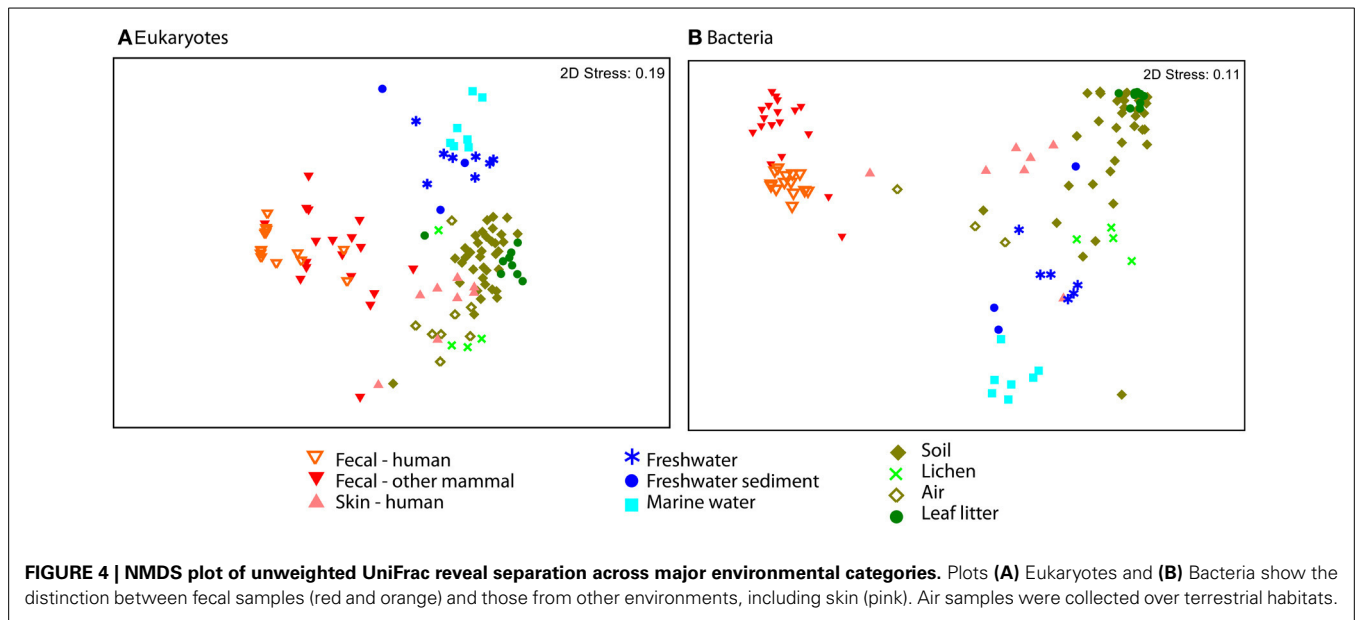 A Eukaryotes
2D Stress: 0.19
B Bacteria
2D Stress: 0.11
Fecal - human
Fecal - other mammal
Skin - human
Freshwater
Freshwater sediment
Marine water
Soil
Lichen
Air
Leaf litter
FIGURE 4 | NMDS plot of unweighted UniFrac reveal separation across major environmental categories. Plots (A) Eukaryotes and (B) Bacteria show the
distinction between fecal samples (red and orange) and those from other environments, including skin (pink). Air samples were collected over terrestrial habitats.